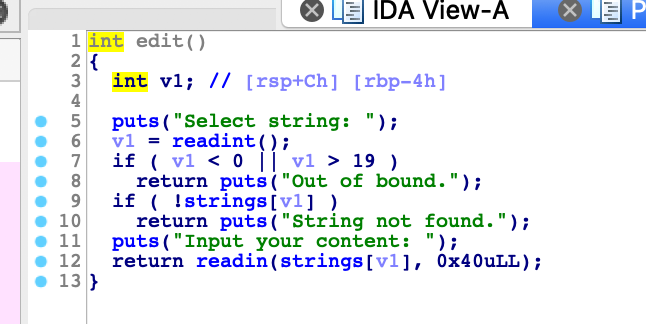 IDA View-A P
1 int edit()
2 {
3   int v1; // [rsp+Ch] [rbp-4h]
4
5   puts("Select string: ");
6   v1 = readint();
7   if ( v1 < 0 || v1 > 19 )
8     return puts("Out of bound.");
9   if ( !strings[v1] )
10     return puts("String not found.");
11   puts("Input your content: ");
12   return readin(strings[v1], 0x40uLL);
13 }